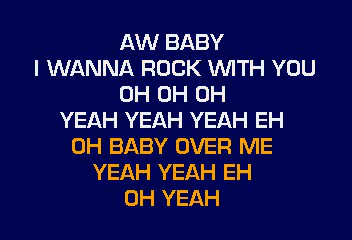 AW BABY
I WANNA ROCK WITH YOU
OH OH OH
YEAH YEAH YEAH EH
OH BABY OVER ME
YEAH YEAH EH
OH YEAH